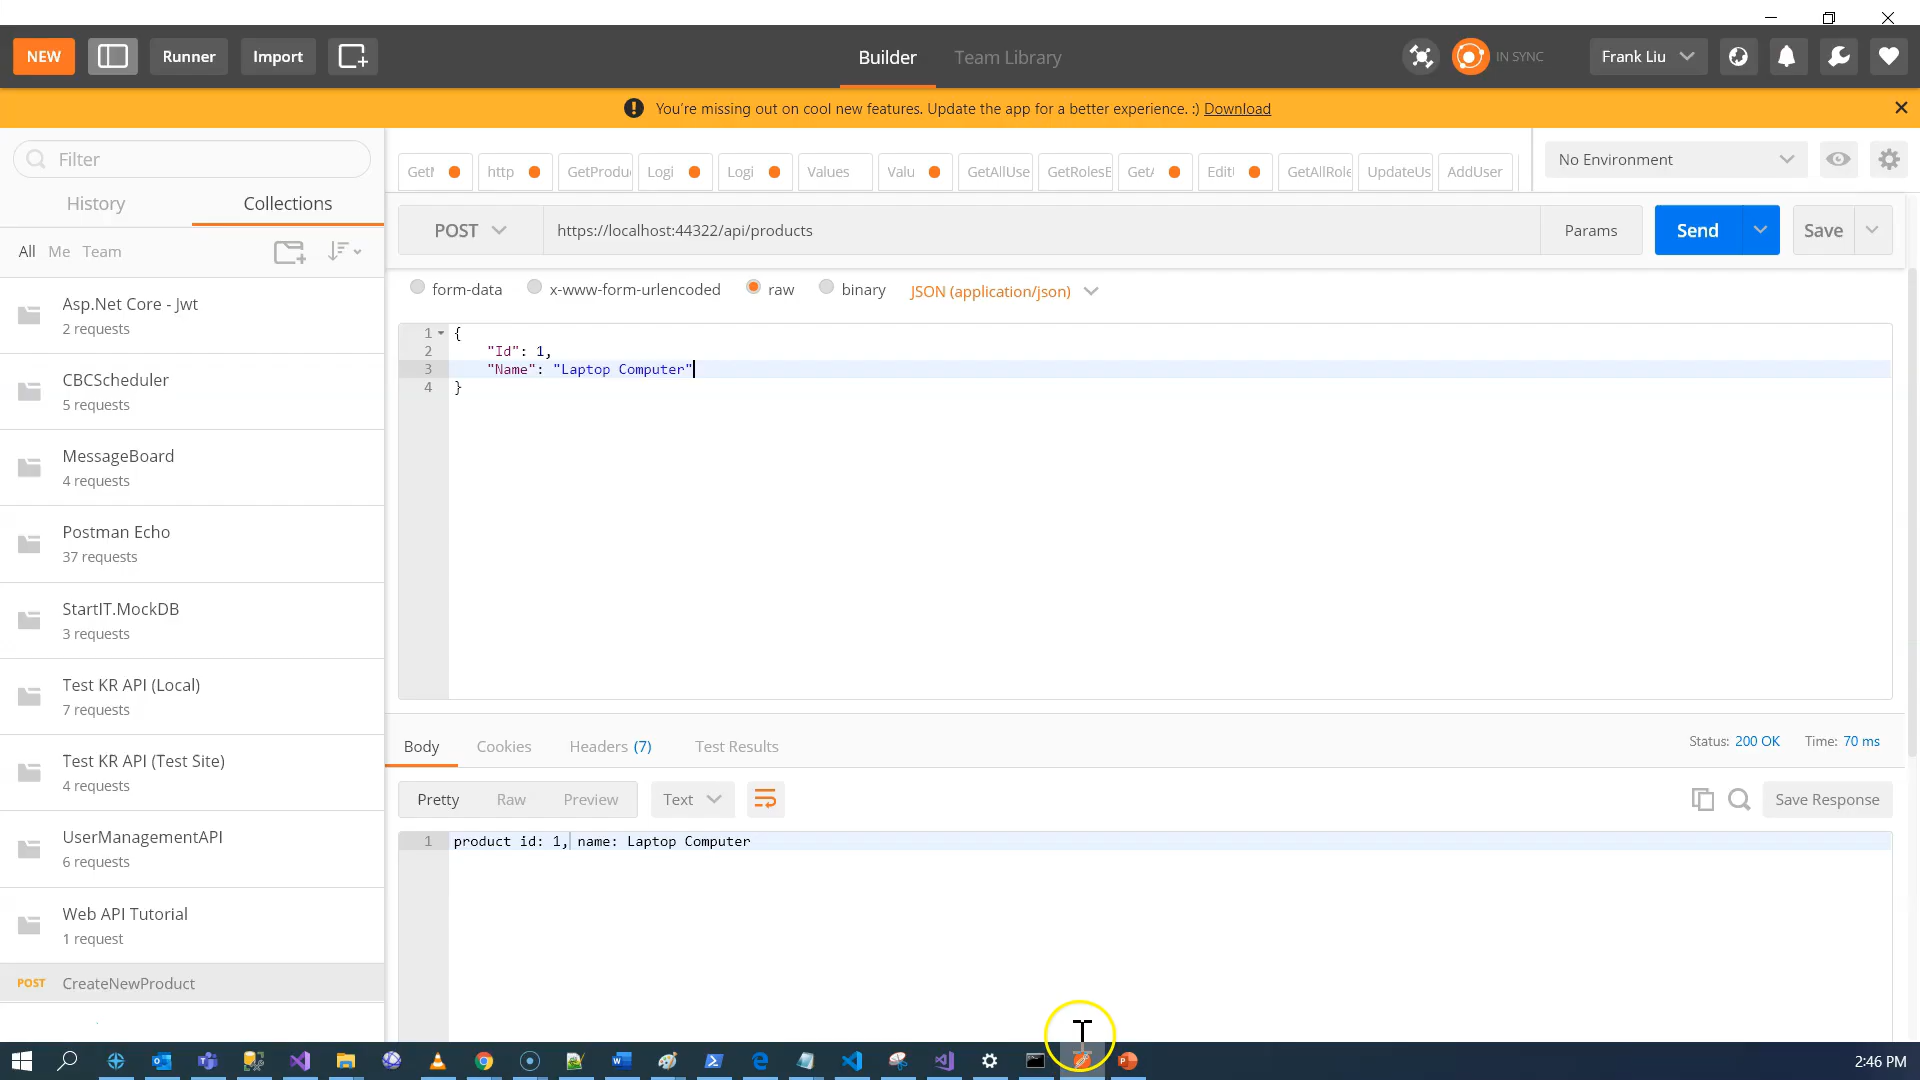 NEW
Runner
Import
Builder
Team Library
IN SYNC
Frank Liu
You're missing out on cool new features. Update the app for a better experience. :) Download
Filter
History
Collections
All Me Team
Asp.Net Core - Jwt
2 requests
CBCScheduler
5 requests
MessageBoard
4 requests
Postman Echo
37 requests
StartIT.MockDB
3 requests
Test KR API (Local)
7 requests
Test KR API (Test Site)
4 requests
UserManagementAPI
6 requests
Web API Tutorial
1 request
POST CreateNewProduct
http
GetProdu
Logi
Logi
Values
Valu
GetAllUse
GetRolesE
GetA
Edit
GetAllRole
UpdateUs
AddUser
No Environment
POST
https://localhost:44322/api/products
Params
Send
Save
form-data
x-www-form-urlencoded
raw
binary
JSON (application/json)
1 {
2 "Id": 1,
3 "Name": "Laptop Computer"
4 }
Body
Cookies
Headers (7)
Test Results
Status: 200 OK
Time: 70 ms
Pretty
Raw
Preview
Text
Save Response
1 product id: 1, name: Laptop Computer
2:46 PM